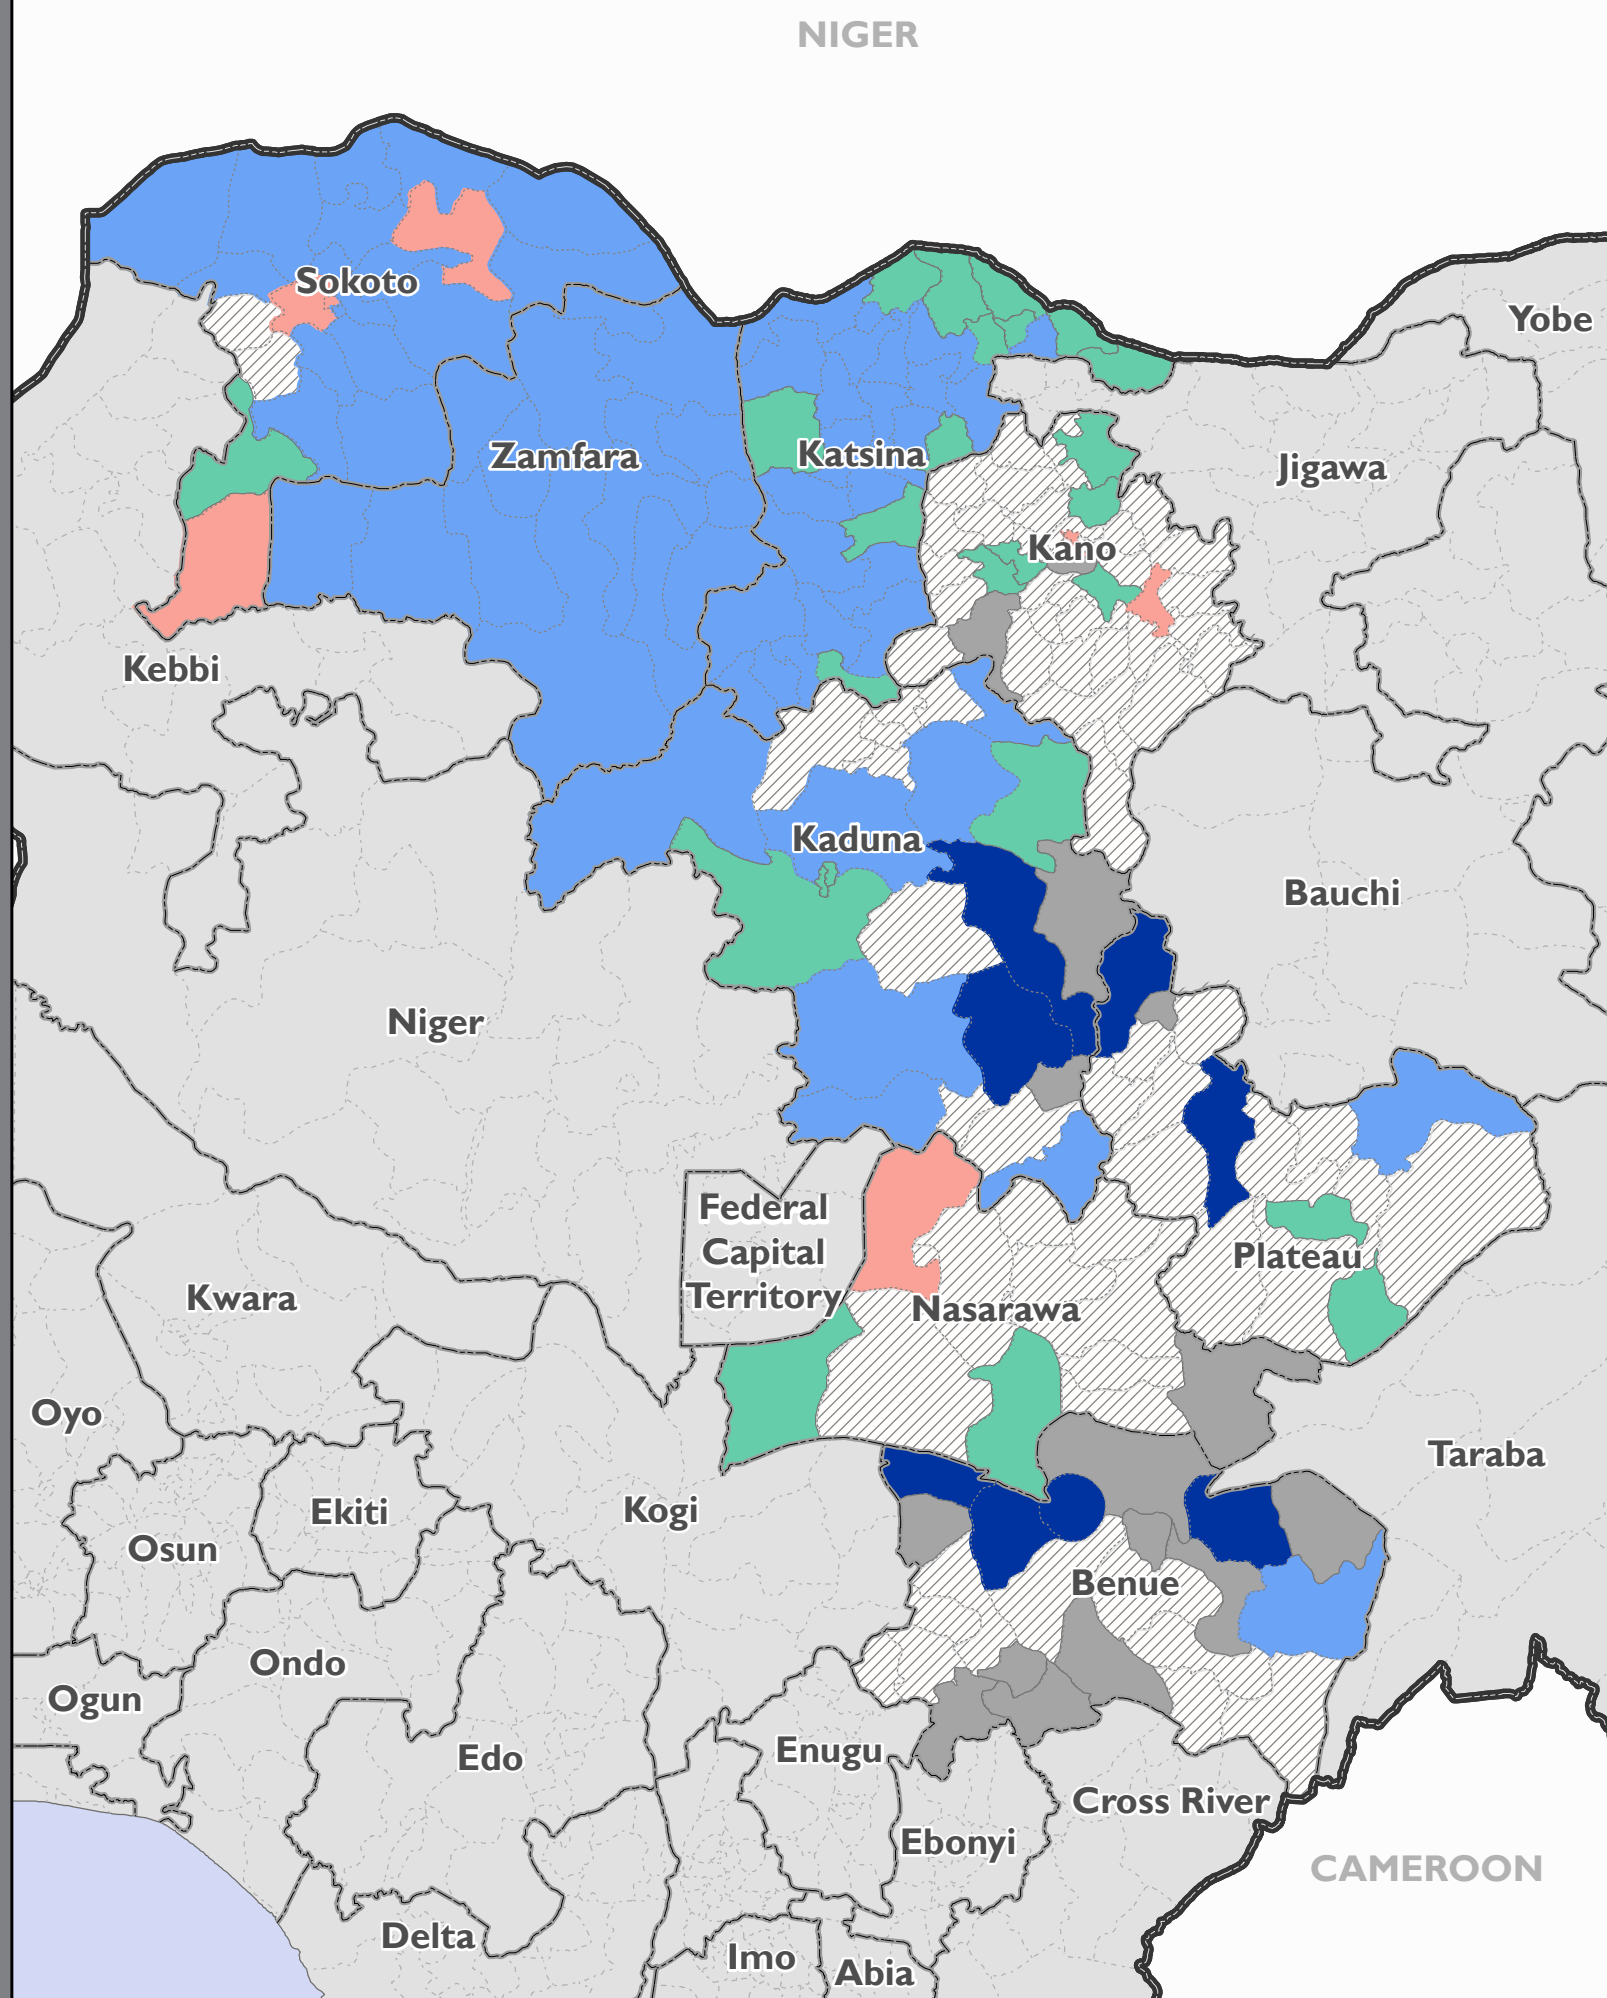 NIGER
Sokoto
Yobe
Zamfara
Katsina
Jigawa
Kano
Kebbi
Kaduna
Bauchi
Niger
Federal
Capital
Territory
Plateau
Kwara
Nasarawa
Oyo
Taraba
Ekiti
Kogi
Osun
Benue
Ondo
Ogun
Edo
Enugu
Cross River
Ebonyi
CAMEROON
Delta
Imo
Abia